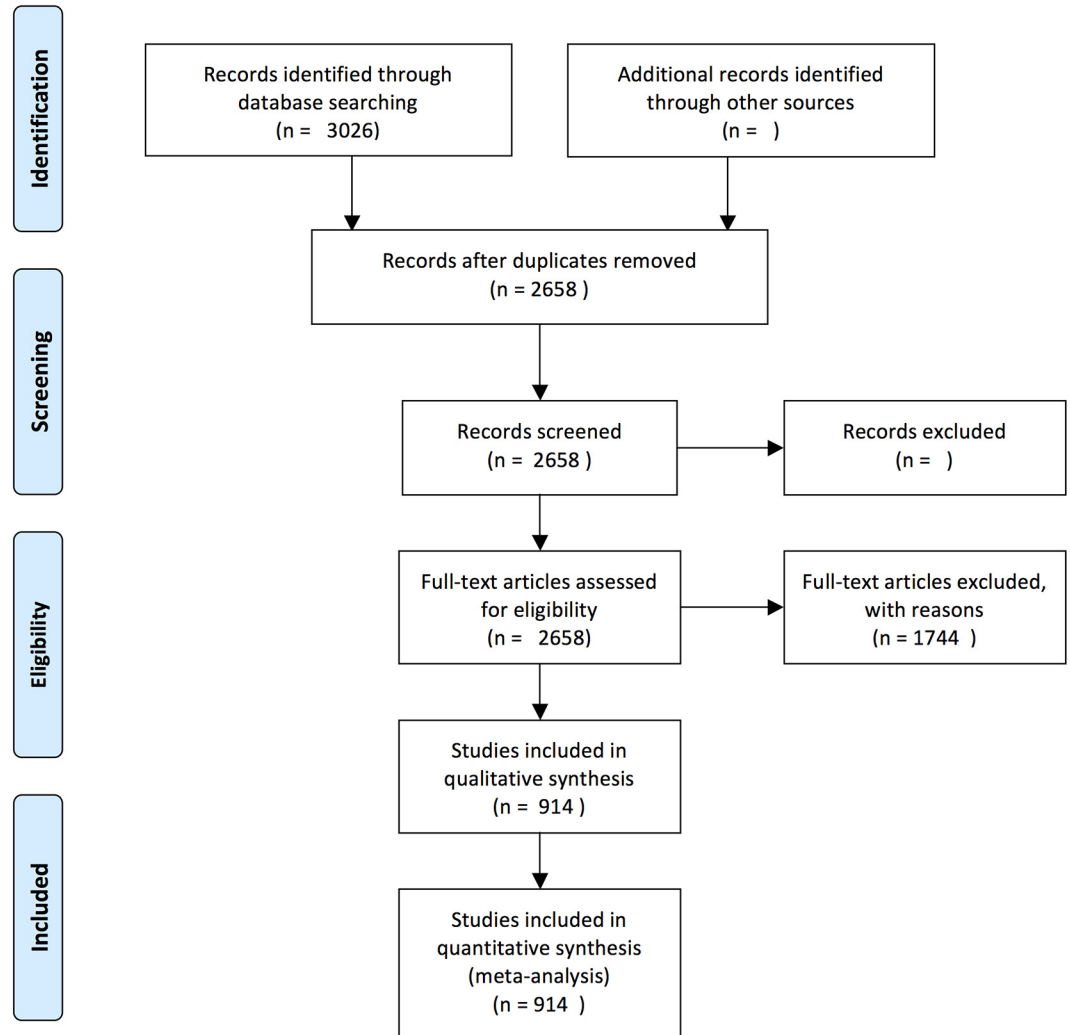 Identification
Records identified through
database searching
(n =   3026)
Additional records identified
through other sources
(n =   )
Records after duplicates removed
(n = 2658 )
Screening
Records screened
(n =  2658 )
Records excluded
(n =   )
Eligibility
Full-text articles assessed
for eligibility
(n =   2658)
Full-text articles excluded,
with reasons
(n = 1744  )
Studies included in
qualitative synthesis
(n =  914 )
Included
Studies included in
quantitative synthesis
(meta-analysis)
(n = 914  )